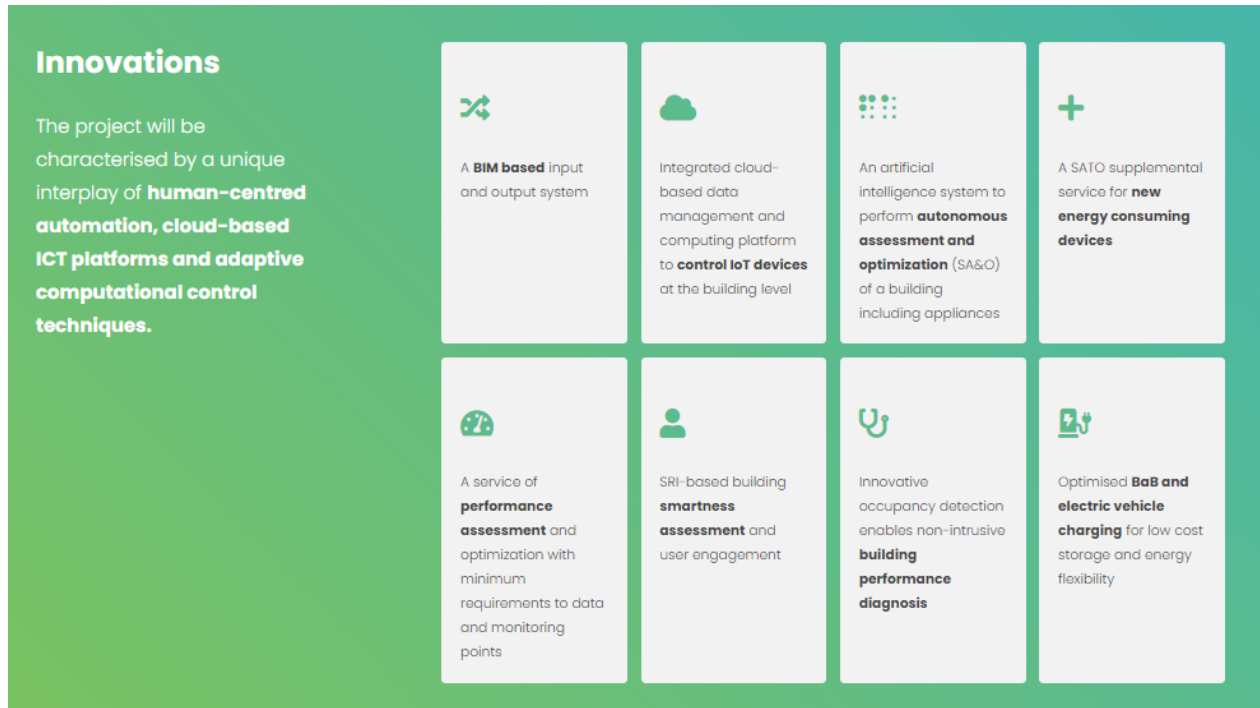 Innovations
The project will be
characterised by a unique
interplay of human-centred
automation, cloud-based
ICT platforms and adaptive
computational control
techniques.
A BIM based input
and output system
Integrated cloud-
based data
management and
computing platform
to control IoT devices
at the building level
An artificial
intelligence system to
perform autonomous
assessment and
optimization (SA&O)
of a building
including appliances
A SATO supplemental
service for new
energy consuming
devices
A service of
performance
assessment and
optimization with
minimum
requirements to data
and monitoring
points
SRI-based building
smartness
assessment and
user engagement
Innovative
occupancy detection
enables non-intrusive
building
performance
diagnosis
Optimised BaB and
electric vehicle
charging for low cost
storage and energy
flexibility